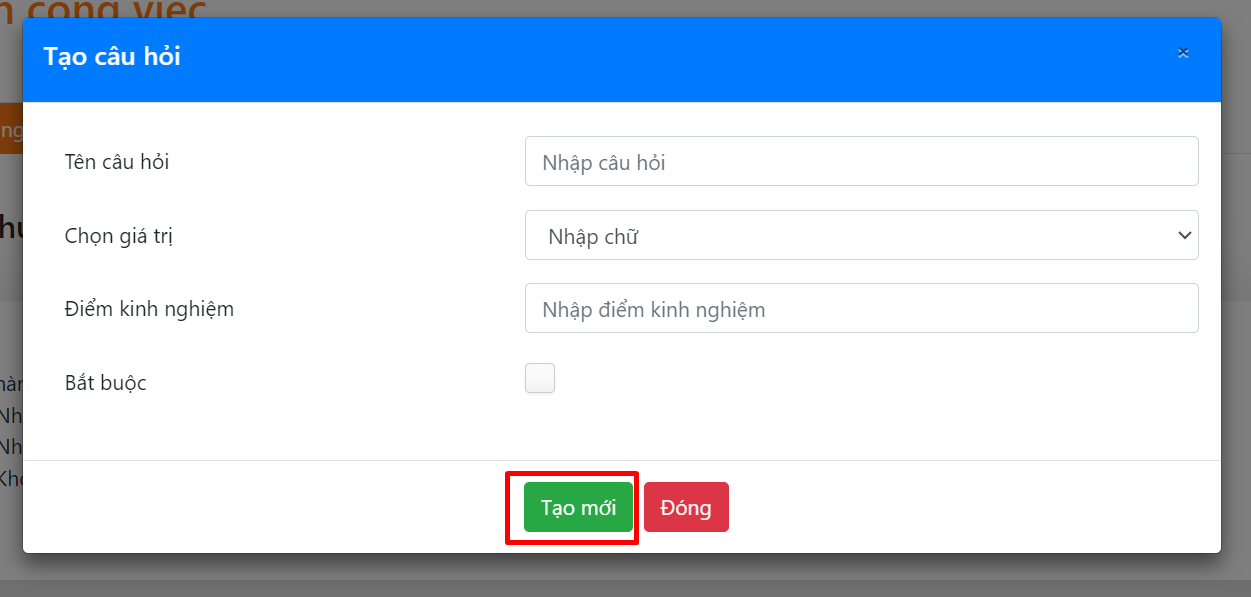 công việc
Tạo câu hỏi
×
Tên câu hỏi
Nhập câu hỏi
Chọn giá trị
Nhập chữ
Điểm kinh nghiệm
Nhập điểm kinh nghiệm
Bắt buộc
Tạo mới Đóng